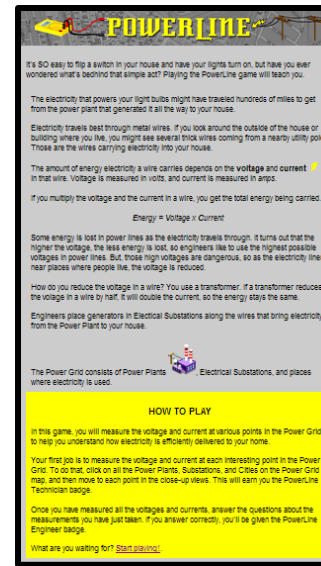 POWERLINE
It's SO easy to flip a switch in your house and have your lights turn on, but have you ever
wondered what's bedhind that simple act? Playing the PowerLine game will teach you.
The electricity that powers your light bulbs might have traveled hundreds of miles to get
from the power plant that generated it all the way to your house.
Electricity travels best through metal wires. If you look around the outside of the house or
building where you live, you might see several thick wires coming from a nearby utility pole
Those are the wires carrying electricity into your house.
The amount of energy electricity a wire carries depends on the voltage and current
in that wire. Voltage is measured in volts, and current is measured in amps.
If you multiply the voltage and the current in a wire, you get the total energy being carried.
Energy = Voltage x Current
Some energy is lost in power lines as the electricity travels through. It turns out that the
higher the voltage, the less energy is lost, so engineers like to use the highest possible
voltages in power lines. But, those high voltages are dangerous, so as the electricity lines
near places where people live, the voltage is reduced.
How do you reduce the voltage in a wire? You use a transformer. If a transformer reduces
the volage in a wire by half, it will double the current, so the energy stays the same.
Engineers place generators in Electical Substations along the wires that bring electricity
from the Power Plant to your house.
The Power Grid consists of Power Plants , Electrical Substations, and places
where electricity is used.
HOW TO PLAY
In this game, you will measure the voltage and current at various points in the Power Grid
to help you understand how electricity is efficiently delivered to your home.
Your first job is to measure the voltage and current at each interesting point in the Power
Grid. To do that, click on all the Power Plants, Substations, and Cities on the Power Grid
map, and then move to each point in the close-up views. This will earn you the PowerLine
Technician badge.
Once you have measured all the voltages and currents, answer the questions about the
measurements you have just taken. If you answer correctly, you'll be given the PowerLine
Engineer badge.
What are you waiting for? Start playing!.